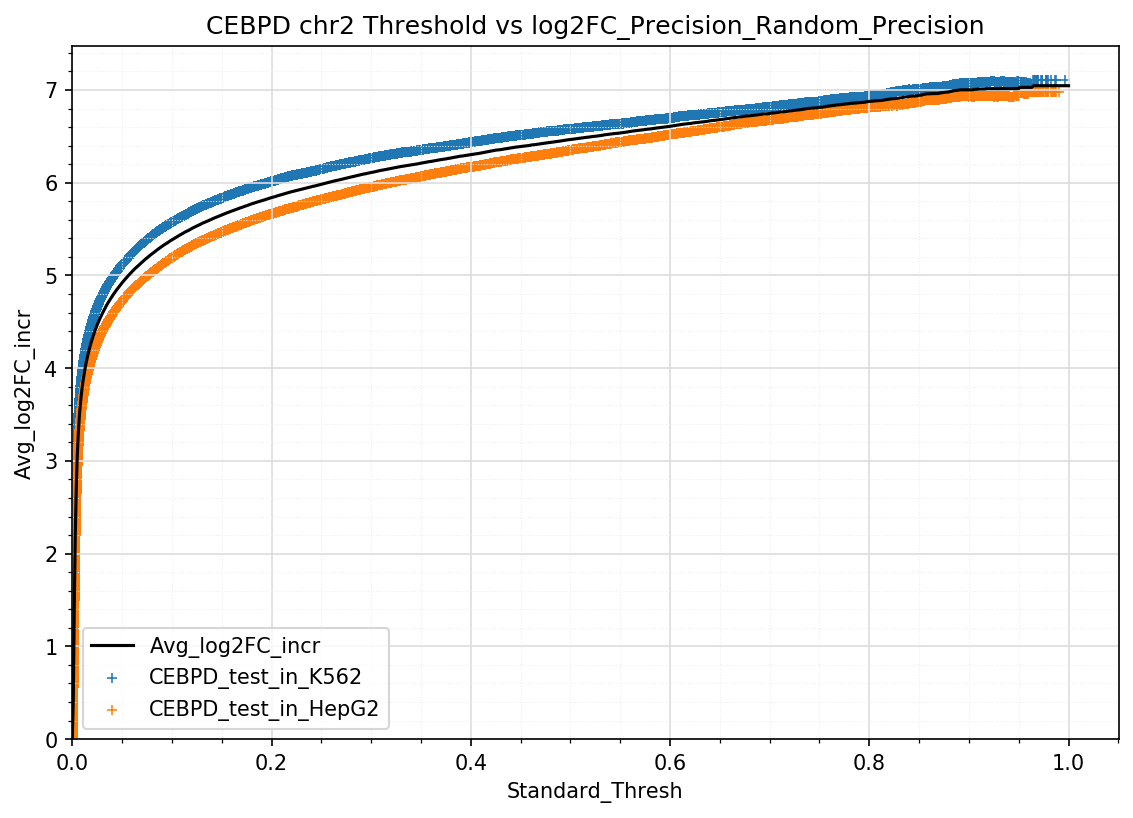 CEBPD chr2 Threshold vs log2FC_Precision_Random_Precision
Avg_log2FC_incr
7
6
5
4
3
2
1
0
Avg_log2FC_incr
CEBPD_test_in_K562
CEBPD_test_in_HepG2
0.0 0.2 0.4 0.6 0.8 1.0
Standard_Thresh